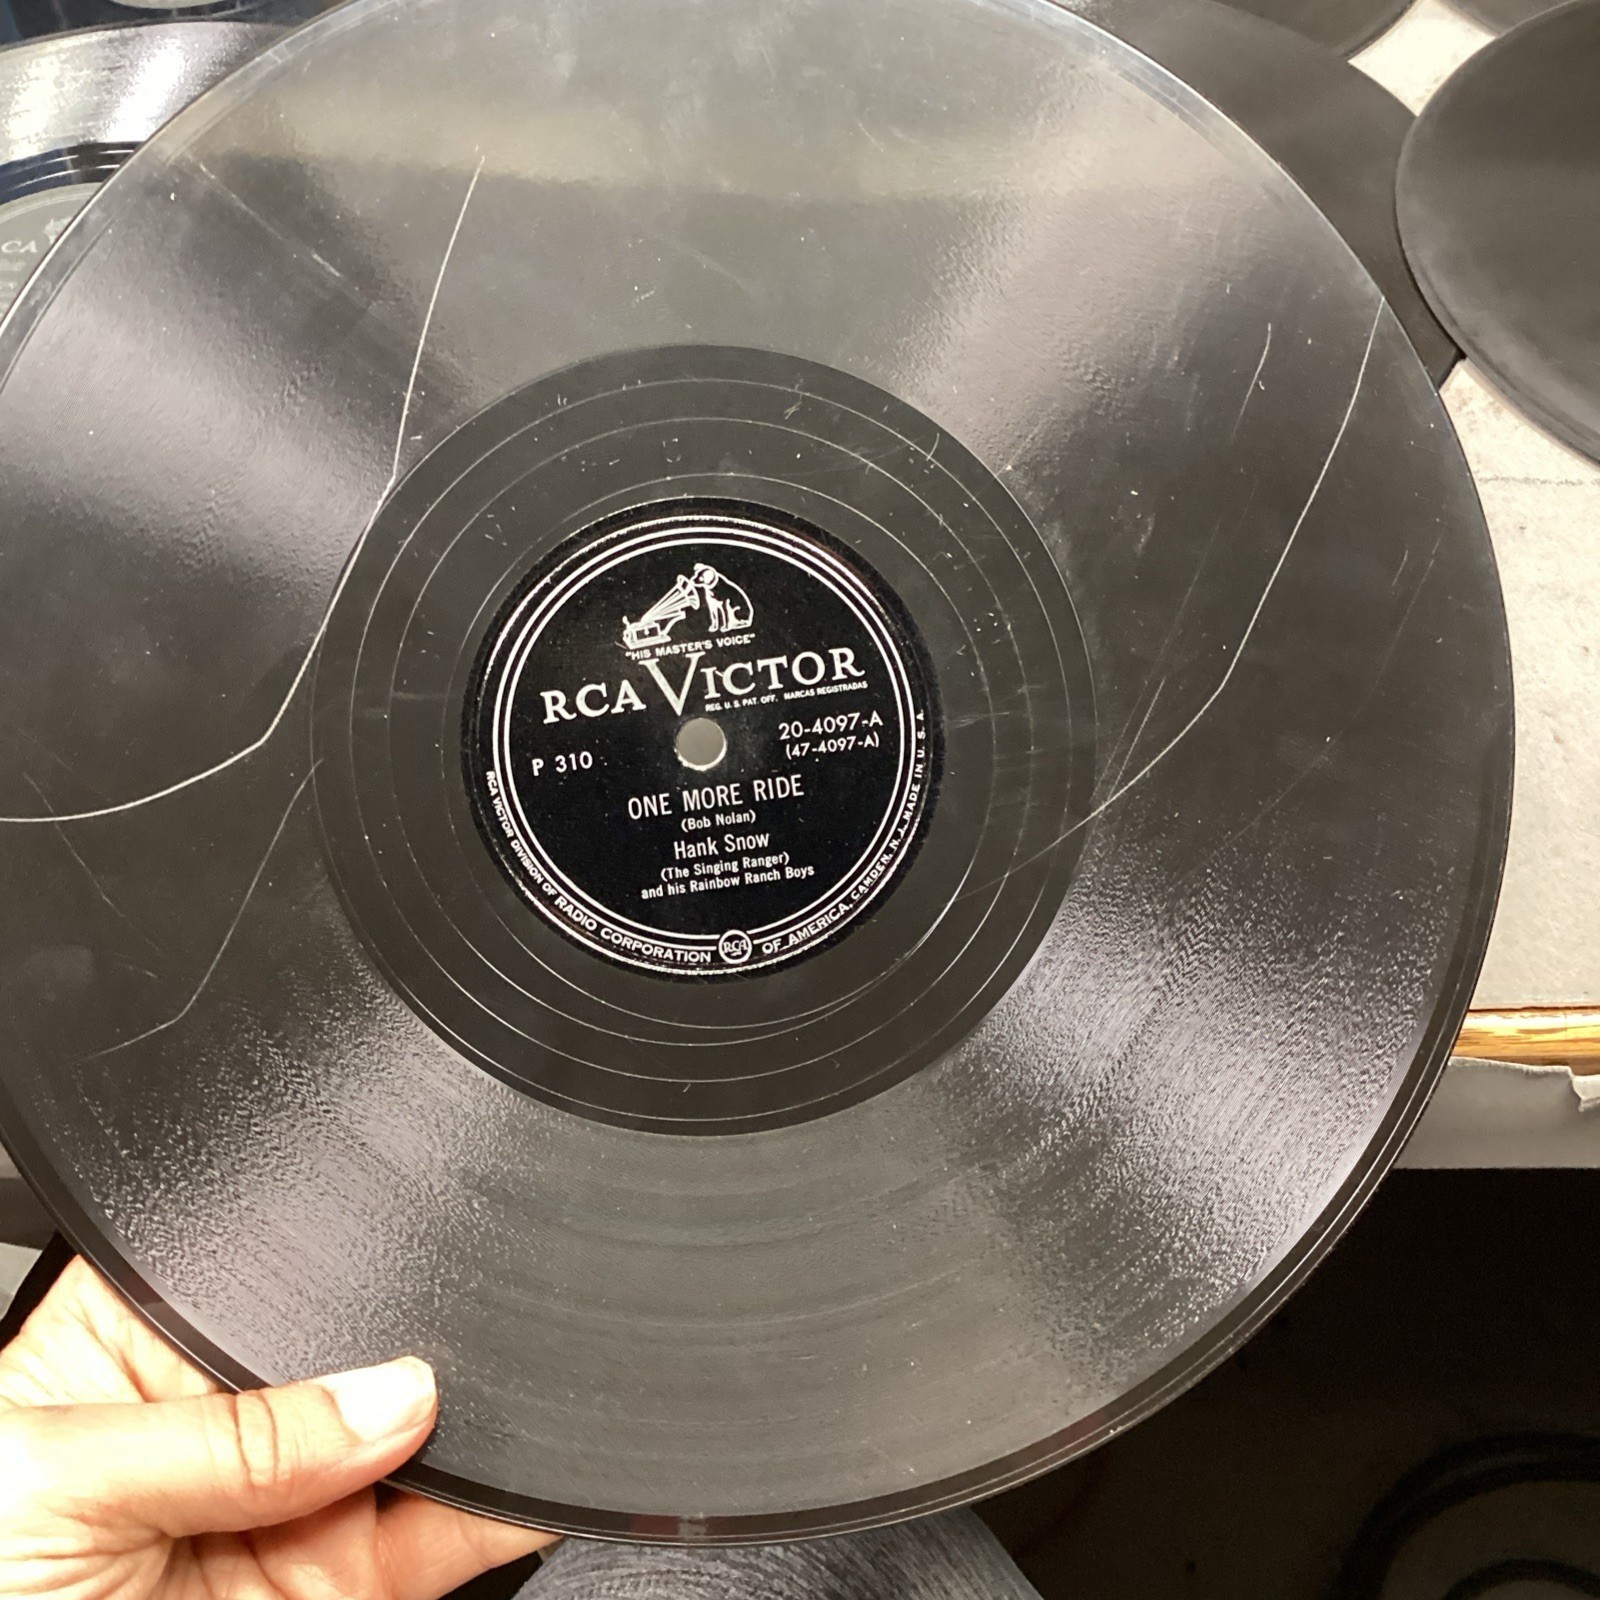 "HIS MASTER'S VOICE"
RCA VICTOR
REG. U. S. PAT. OFF. MARCAS REGISTRADAS
20-4097-A
(47-4097-A)
P 310
ONE MORE RIDE
(Bob Nolan)
Hank Snow
(The Singing Ranger)
and his Rainbow Ranch Boys
RCA VICTOR DIVISION OF RADIO CORPORATION RCA OF AMERICA, CAMDEN, N. J. MADE IN U. S. A.
CA